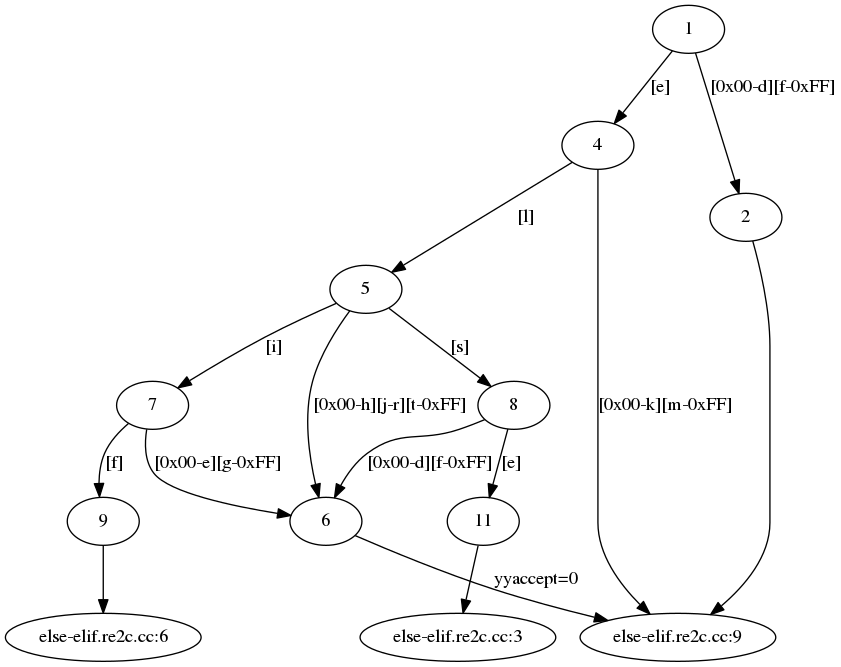 1
[e]
[0x00-d][f-0xFF]
4
2
[l]
5
[i]
[s]
7
[0x00-h][j-r][t-0xFF]
8
[0x00-k][m-0xFF]
[f]
[0x00-e][g-0xFF]
[0x00-d][f-0xFF]
[e]
9
6
11
yyaccept=0
else-elif.re2c.cc:6
else-elif.re2c.cc:3
else-elif.re2c.cc:9